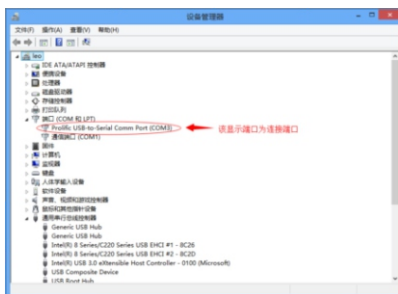 设备管理器
文件(F) 操作(A) 查看(V) 帮助(H)
leo
IDE ATA/ATAPI 控制器
便携设备
处理器
磁盘驱动器
存储控制器
打印队列
端口 (COM 和 LPT)
Prolific USB-to-Serial Comm Port (COM3) 该显示端口为连接端口
通信端口 (COM1)
固件
计算机
监视器
键盘
人体学输入设备
软件设备
声音、视频和游戏控制器
鼠标和其他指针设备
通用串行总线控制器
Generic USB Hub
Generic USB Hub
Intel(R) 8 Series/C220 Series USB EHCI #1 - 8C26
Intel(R) 8 Series/C220 Series USB EHCI #2 - 8C2D
Intel(R) USB 3.0 eXtensible Host Controller - 0100 (Microsoft)
USB Composite Device
USB Root Hub